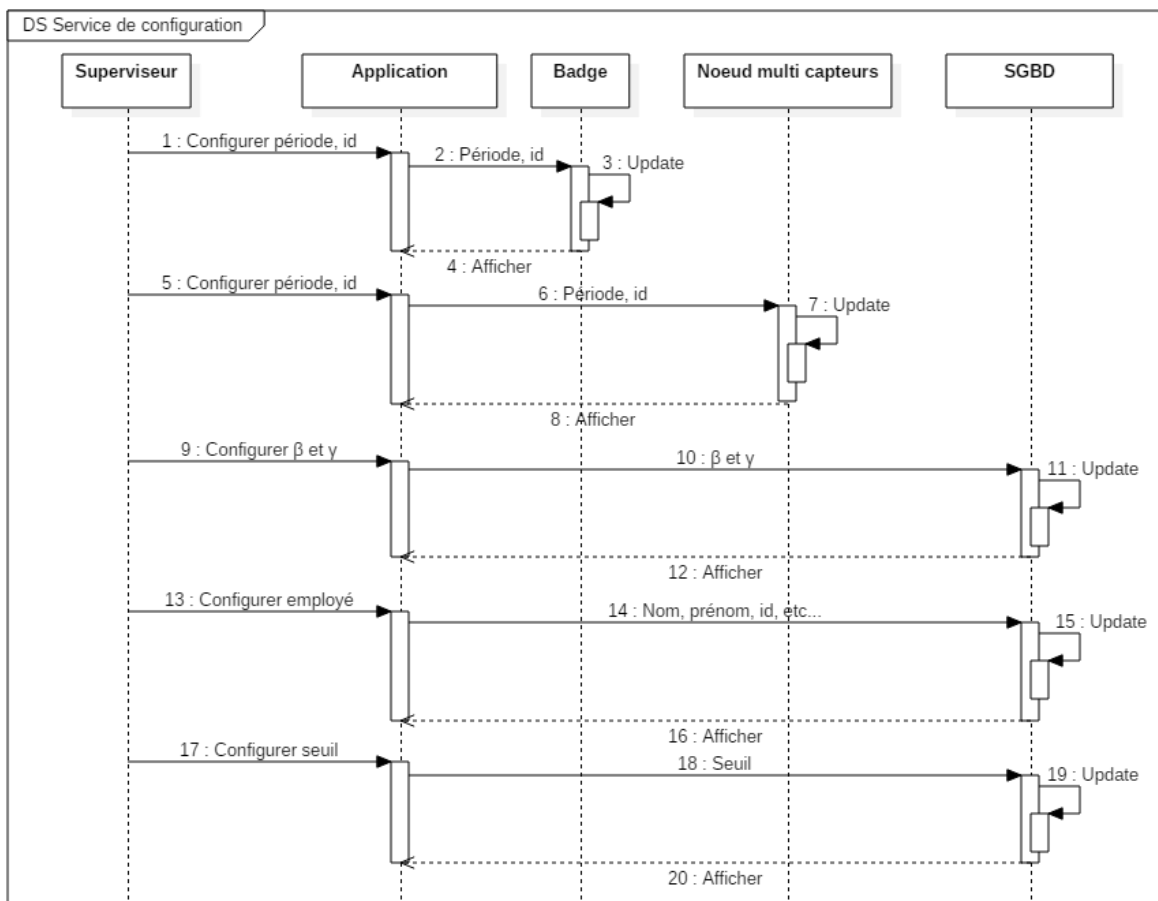 DS Service de configuration
Superviseur
Application
Badge
Noeud multi capteurs
SGBD
1 : Configurer période, id
2 : Période, id
3 : Update
4 : Afficher
5 : Configurer période, id
6 : Période, id
7 : Update
8 : Afficher
9 : Configurer β et γ
10 : β et γ
11 : Update
12 : Afficher
13 : Configurer employé
14 : Nom, prénom, id, etc...
15 : Update
16 : Afficher
17 : Configurer seuil
18 : Seuil
19 : Update
20 : Afficher